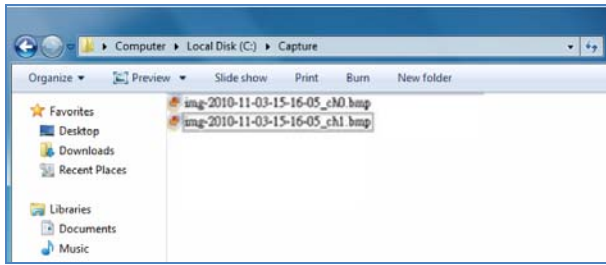 Computer ▸ Local Disk (C:) ▸ Capture
Organize ▾ Preview ▾ Slide show Print Burn New folder
Favorites
Desktop
Downloads
Recent Places
Libraries
Documents
Music
img-2010-11-03-15-16-05_ch0.bmp
img-2010-11-03-15-16-05_ch1.bmp